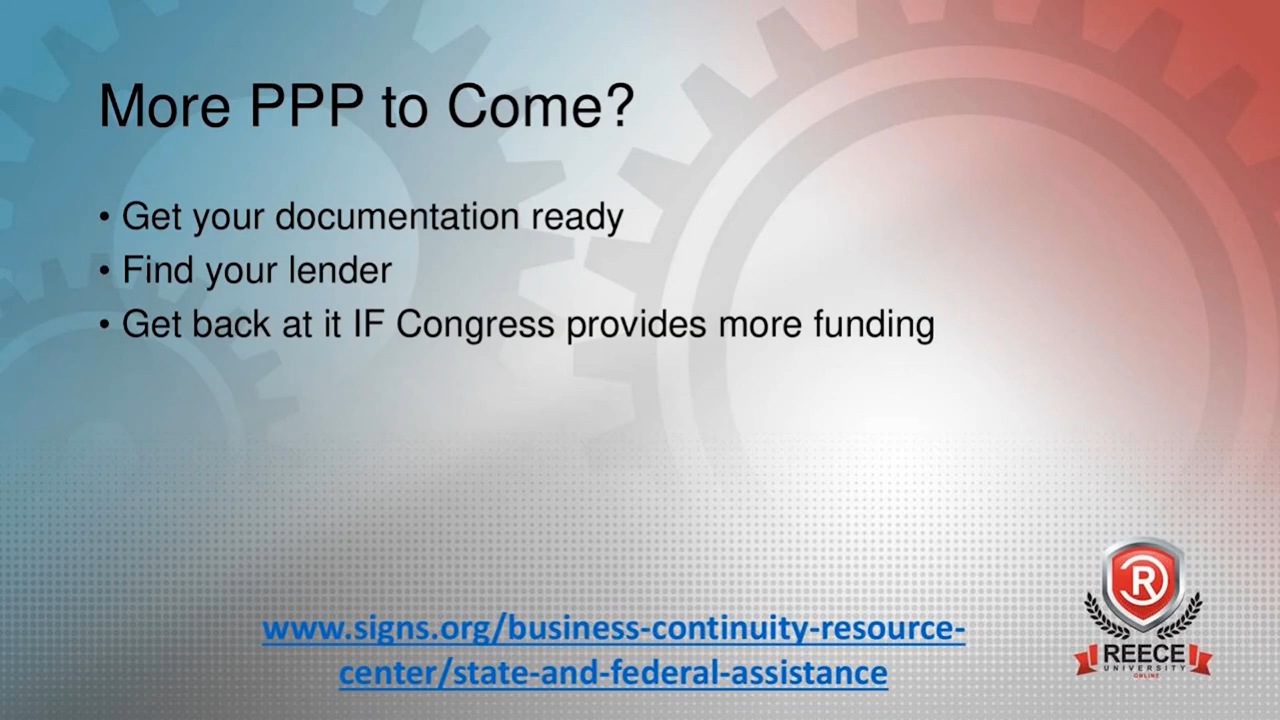 More PPP to Come?
• Get your documentation ready
• Find your lender
• Get back at it IF Congress provides more funding
www.signs.org/business-continuity-resource-
center/state-and-federal-assistance
R
REECE
UNIVERSITY
ONLINE